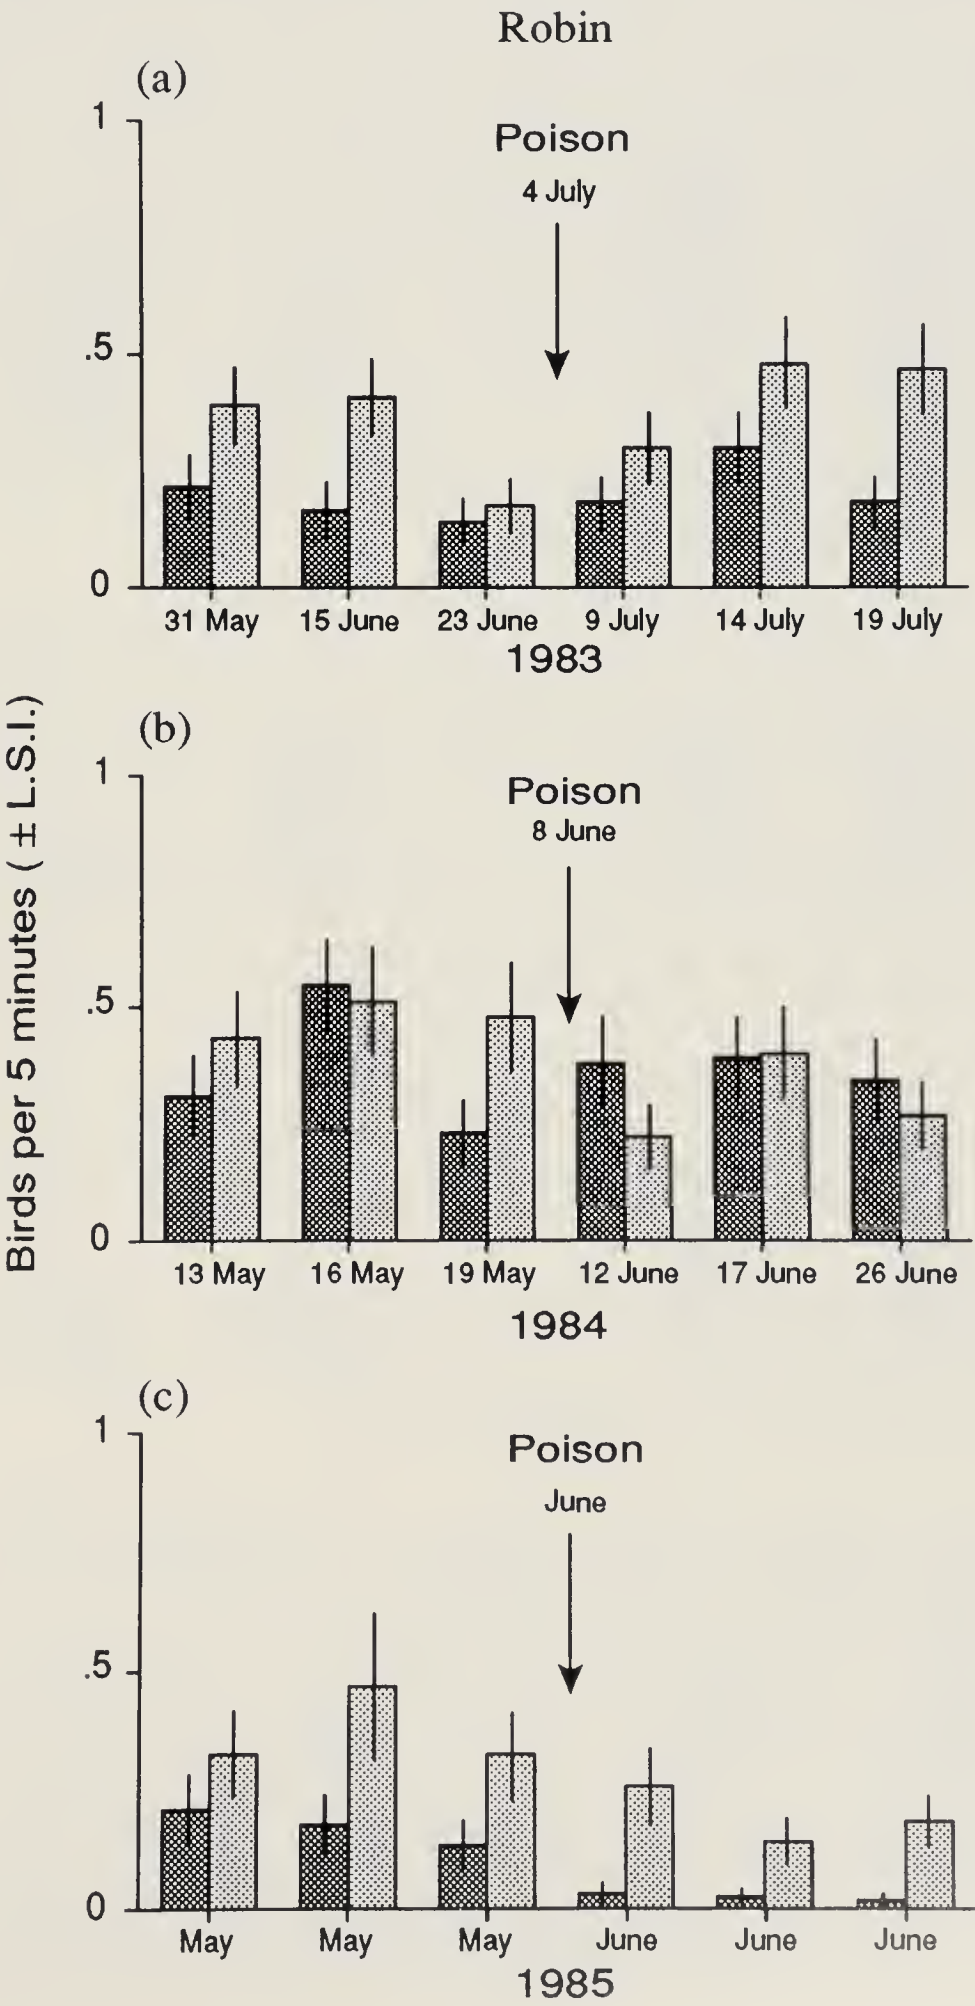 Robin
(a)
Poison
4 July
1
.5
0
31 May 15 June 23 June 9 July 14 July 19 July
1983
Birds per 5 minutes (± L.S.I.)
(b)
Poison
8 June
1
.5
0
13 May 16 May 19 May 12 June 17 June 26 June
1984
(c)
Poison
June
1
.5
0
May May May June June June
1985